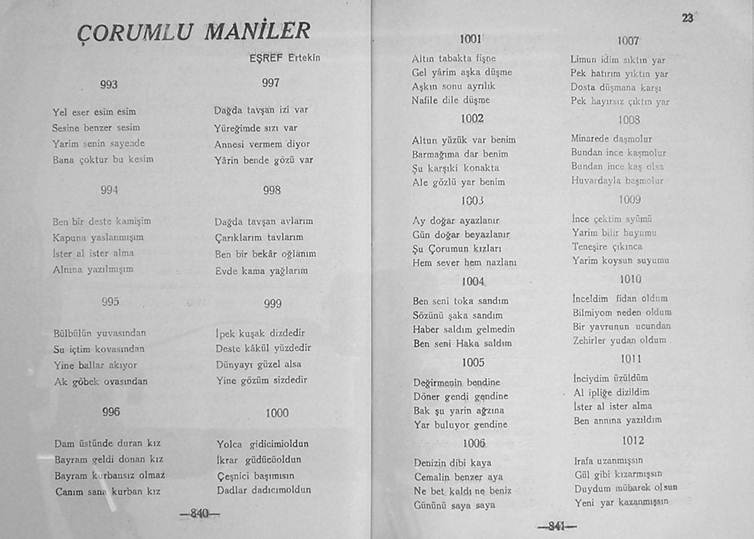 ÇORUMLU MANİLER
EŞREF Ertekin
993
Yel eser esim esim
Sesine benzer sesim
Yarim senin sayende
Bana çoktur bu kesim
994
Ben bir deste kamişim
Kapuna yaslanmışım
İster al ister alma
Alnına yazılmışım
995
Bülbülün yuvasından
Su içtim kovasından
Yine ballar akıyor
Ak göbek ovasından
996
Dam üstünde duran kız
Bayram geldi donan kız
Bayram kurbansız olmaz
Canım sana kurban kız
997
Dağda tavşan izi var
Yüreğimde sızı var
Annesi vermem diyor
Yârin bende gözü var
998
Dağda tavşan avlarım
Çarıklarım tavlarım
Ben bir bekâr oğlanım
Evde kama yağlarım
999
İpek kuşak dizdedir
Deste kâkül yüzdedir
Dünyayı güzel alsa
Yine gözüm sizdedir
1000
Yolca gidicimioldun
İkrar güdücüoldun
Çeşnici başımısın
Dadlar dadıcımoldun
—840—
23
1001
Altın tabakta fişne
Gel yârim aşka düşme
Aşkın sonu ayrılık
Nafile dile düşme
1002
Altun yüzük var benim
Barmağıma dar benim
Şu karşıki konakta
Ale gözlü yar benim
1003
Ay doğar ayazlanır
Gün doğar beyazlanır
Şu Çorumun kızları
Hem sever hem nazlanı
1004
Ben seni toka sandım
Sözünü şaka sandım
Haber saldım gelmedin
Ben seni Haka saldım
1005
Değirmenin bendine
Döner gendi gendine
Bak şu yarin ağzına
Yar buluyor gendine
1006
Denizin dibi kaya
Cemalin benzer aya
Ne bet kaldı ne beniz
Gününü saya saya
1007
Limun idim sıktın yar
Pek hatırım yıktın yar
Dosta düşmana karşı
Pek hayırsız çıktın yar
1008
Minarede daşmolur
Bundan ince kaşmolur
Bundan ince kaş olsa
Huvardayla başmolur
1009
İnce çektim syümü
Yarim bilir huyumu
Teneşire çıkınca
Yarim koysun suyumu
1010
İnceldim fidan oldum
Bilmiyom neden oldum
Bir yavrunun ucundan
Zehirler yudan oldum
1011
İnciydim üzüldüm
Al ipliğe dizildim
İster al ister alma
Ben annına yazıldım
1012
Irafa uzanmışsın
Gül gibi kızarmışsın
Duydum mübarek olsun
Yeni yar kazanmışsın
—841—